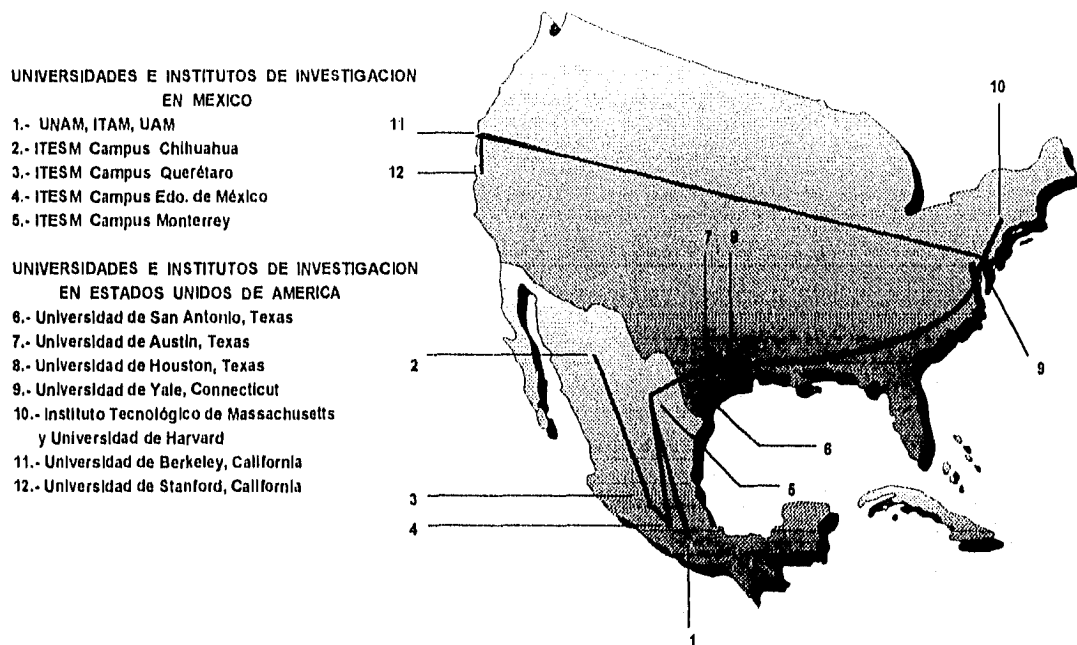 UNIVERSIDADES E INSTITUTOS DE INVESTIGACION
EN MEXICO
1.- UNAM, ITAM, UAM
2.- ITESM Campus Chihuahua
3.- ITESM Campus Querétaro
4.- ITESM Campus Edo. de México
5.- ITESM Campus Monterrey
UNIVERSIDADES E INSTITUTOS DE INVESTIGACION
EN ESTADOS UNIDOS DE AMERICA
6.- Universidad de San Antonio, Texas
7.- Universidad de Austin, Texas
8.- Universidad de Houston, Texas
9.- Universidad de Yale, Connecticut
10.- Instituto Tecnológico de Massachusetts
y Universidad de Harvard
11.- Universidad de Berkeley, California
12.- Universidad de Stanford, California
10
11
12
7 8
2
9
6
3
5
4
1